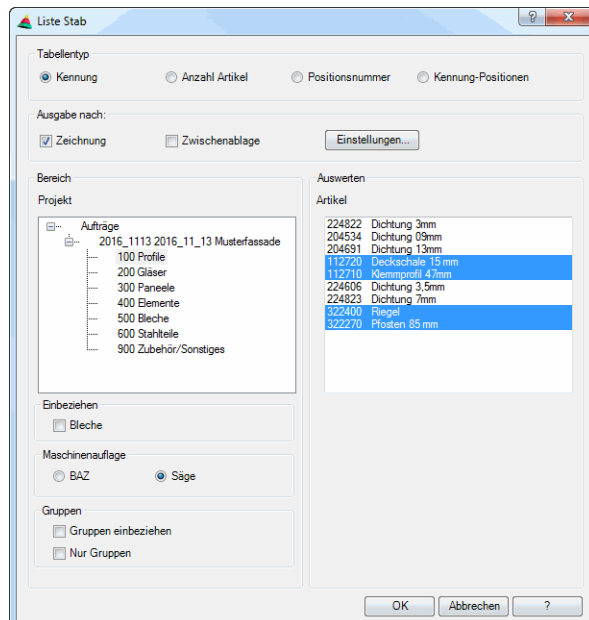 Liste Stab
?
Tabellentyp
Kennung
Anzahl Artikel
Positionsnummer
Kennung-Positionen
Ausgabe nach:
Zeichnung
Zwischenablage
Einstellungen...
Bereich
Projekt
Aufträge
2016_1113 2016_11_13 Musterfassade
100 Profile
200 Gläser
300 Paneele
400 Elemente
500 Bleche
600 Stahlteile
900 Zubehör/Sonstiges
Einbeziehen
Bleche
Maschinenauflage
BAZ
Säge
Gruppen
Gruppen einbeziehen
Nur Gruppen
Auswerten
Artikel
224822 Dichtung 3mm
204534 Dichtung 09mm
204691 Dichtung 13mm
112720 Deckschale 15 mm
112710 Klemmprofil 47mm
224606 Dichtung 3,5mm
224823 Dichtung 7mm
322400 Riegel
322270 Pfosten 85 mm
OK
Abbrechen
?